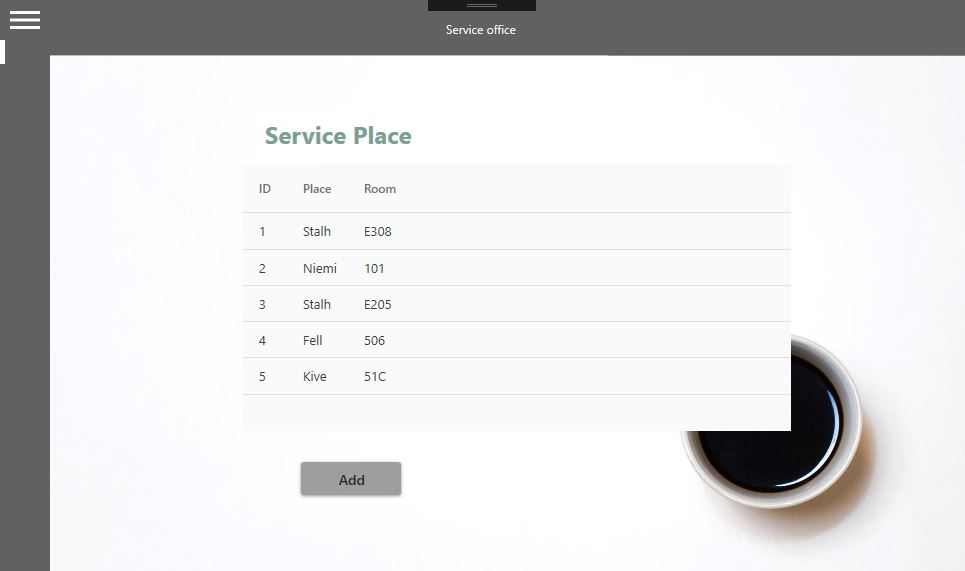 Service office
Service Place
ID Place Room
1 Stalh E308
2 Niemi 101
3 Stalh E205
4 Fell 506
5 Kive 51C
Add